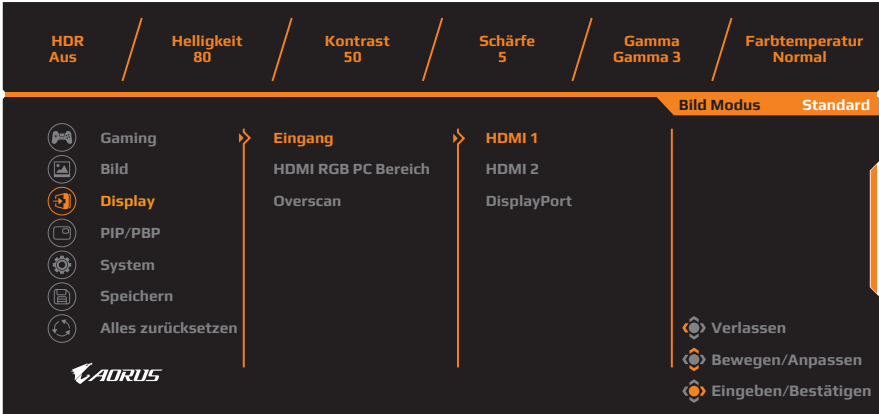 HDR Helligkeit Kontrast Schärfe Gamma Farbtemperatur
Aus 80 50 5 Gamma 3 Normal
Bild Modus Standard
Gaming Eingang HDMI 1
Bild HDMI RGB PC Bereich HDMI 2
Display Overscan DisplayPort
PIP/PBP
System
Speichern
Alles zurücksetzen
Verlassen
Bewegen/Anpassen
Eingeben/Bestätigen
AORUS